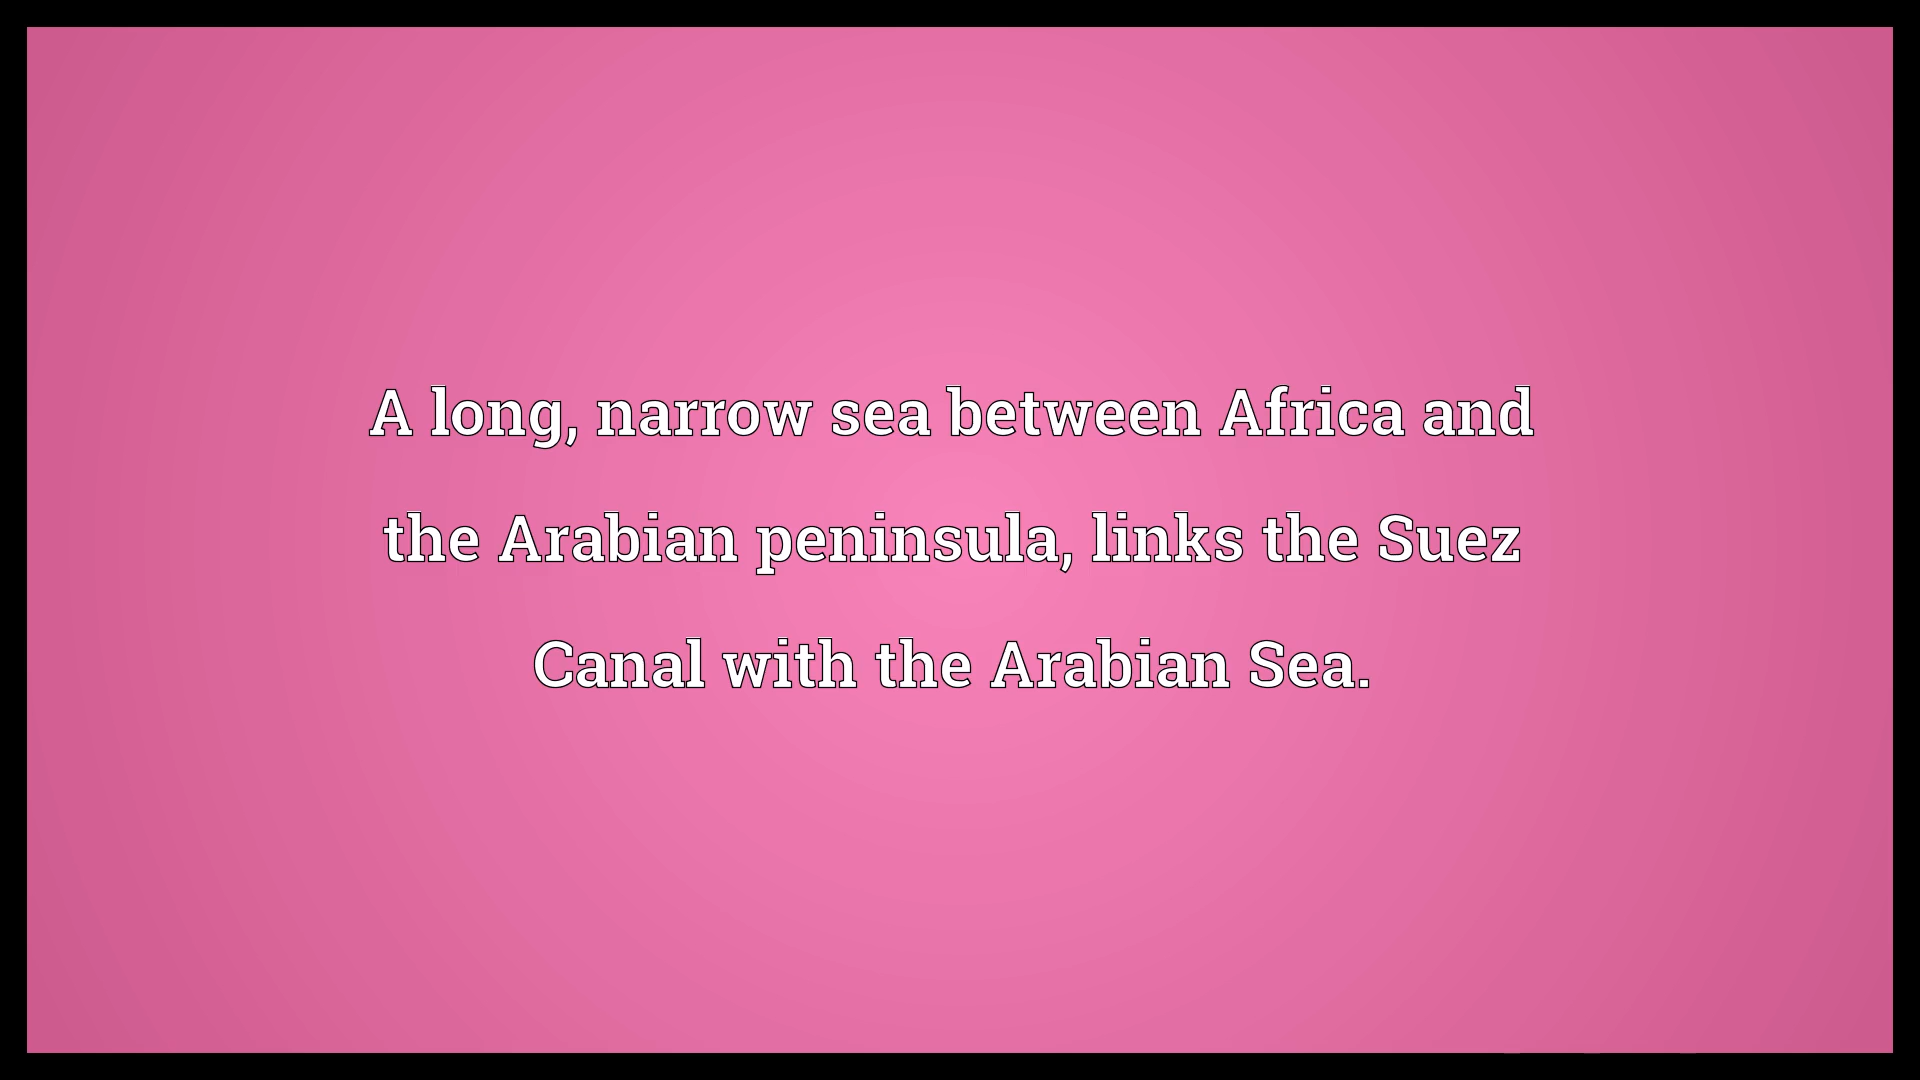 A long, narrow sea between Africa and
the Arabian peninsula, links the Suez
Canal with the Arabian Sea.